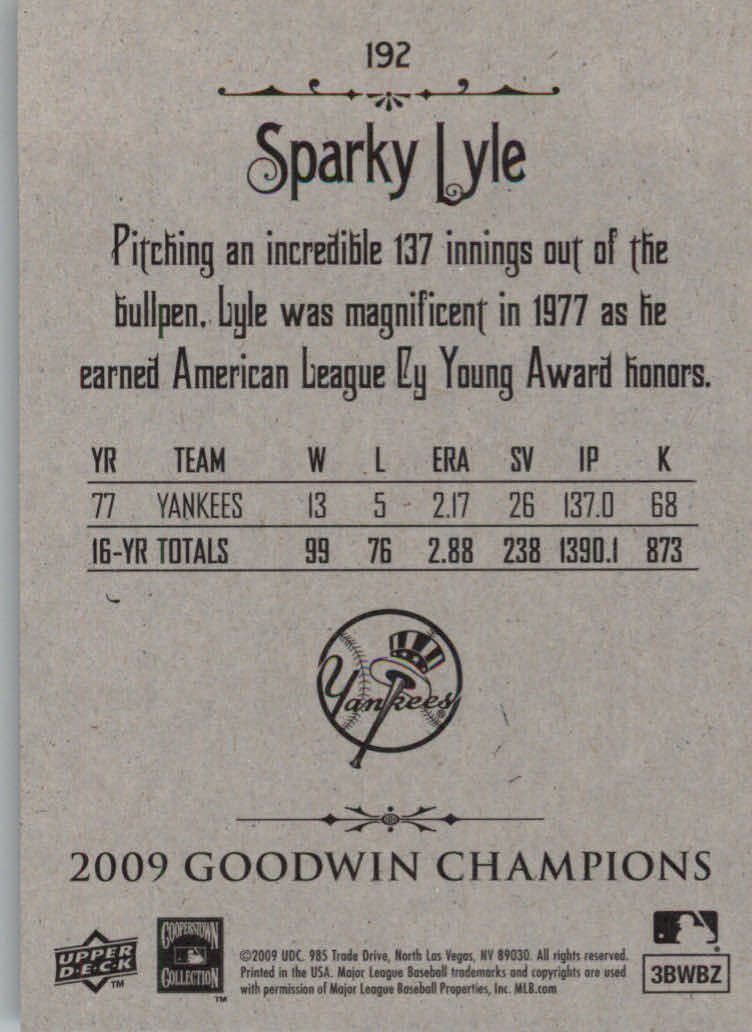 192
Sparky Lyle
Pitching an incredible 137 innings out of the
bullpen, Lyle was magnificent in 1977 as he
earned American League Cy Young Award honors.
YR TEAM W L ERA SV IP K
77 YANKEES 13 5 2.17 26 137.0 68
16-YR TOTALS 99 76 2.88 238 1390.1 873
Yankees®
2009 GOODWIN CHAMPIONS
UPPER DECK TM
COOPERSTOWN COLLECTION TM
©2009 UDC. 985 Trade Drive, North Las Vegas, NV 89030. All rights reserved.
Printed in the USA. Major League Baseball trademarks and copyrights are used
with permission of Major League Baseball Properties, Inc. MLB.com
3BWBZ